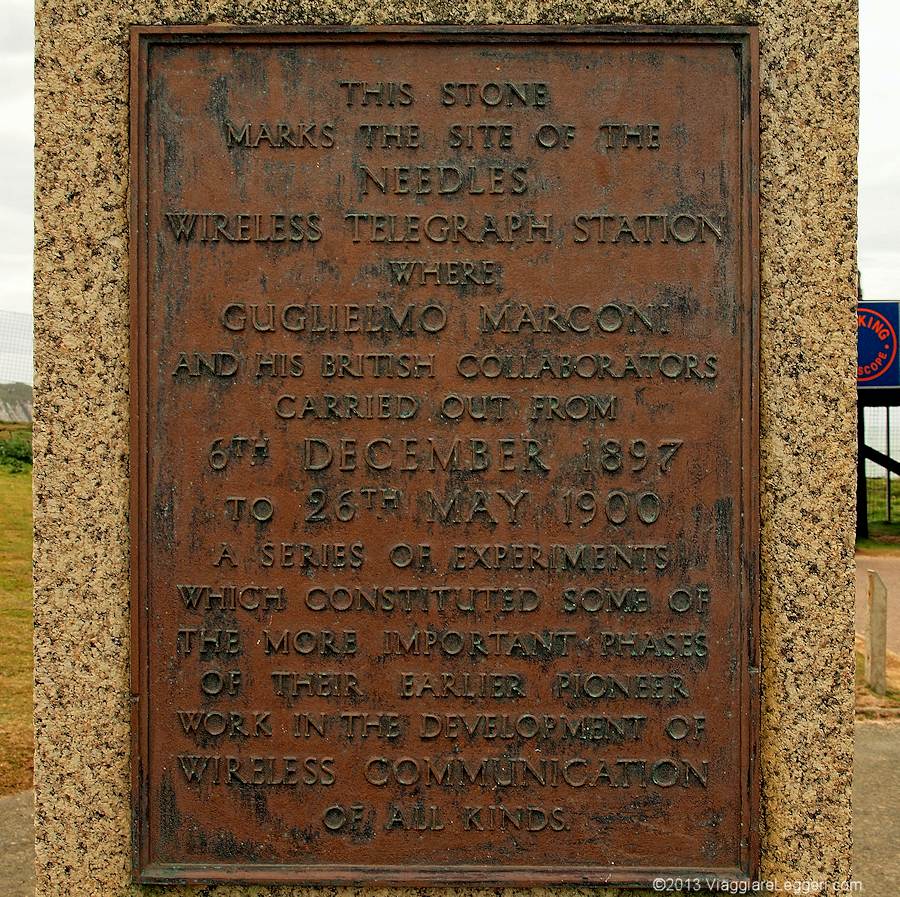 THIS STONE
MARKS THE SITE OF THE
NEEDLES
WIRELESS TELEGRAPH STATION
WHERE
GUGLIELMO MARCONI
AND HIS BRITISH COLLABORATORS
CARRIED OUT FROM
6TH DECEMBER 1897
TO 26TH MAY 1900
A SERIES OF EXPERIMENTS
WHICH CONSTITUTED SOME OF
THE MORE IMPORTANT PHASES
OF THEIR EARLIER PIONEER
WORK IN THE DEVELOPMENT OF
WIRELESS COMMUNICATION
OF ALL KINDS.
KING
SCOPE
©2013 ViaggiareLeggeri.com